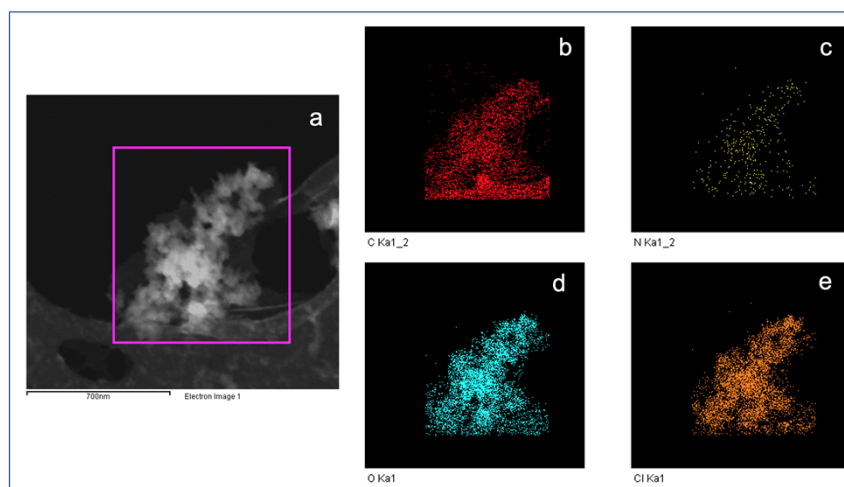 a
b
c
700nm
Electron Image 1
C Ka1_2
N Ka1_2
d
e
O Ka1
Cl Ka1